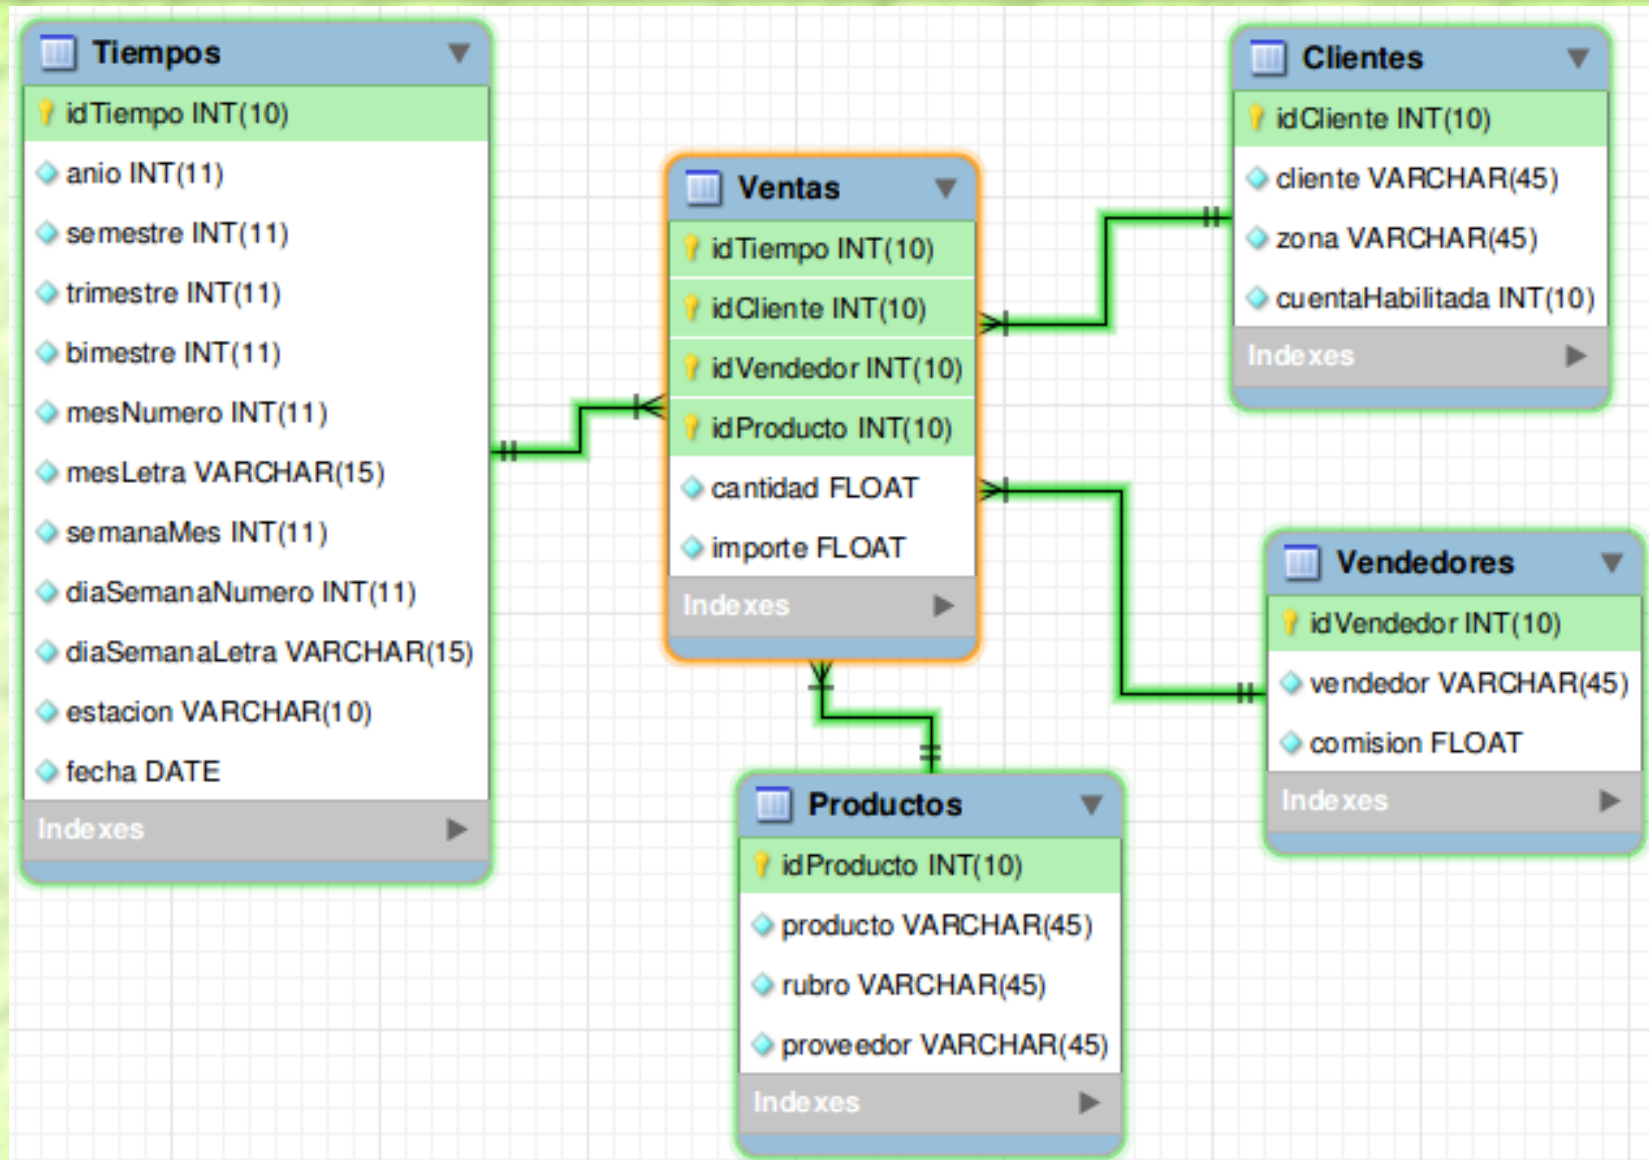 Tiempos
idTiempo INT(10)
anio INT(11)
semestre INT(11)
trimestre INT(11)
bimestre INT(11)
mesNumero INT(11)
mesLetra VARCHAR(15)
semanaMes INT(11)
diaSemanaNumero INT(11)
diaSemanaLetra VARCHAR(15)
estacion VARCHAR(10)
fecha DATE
Indexes
Ventas
idTiempo INT(10)
idCliente INT(10)
idVendedor INT(10)
idProducto INT(10)
cantidad FLOAT
importe FLOAT
Indexes
Clientes
idCliente INT(10)
cliente VARCHAR(45)
zona VARCHAR(45)
cuentaHabilitada INT(10)
Indexes
Vendedores
idVendedor INT(10)
vendedor VARCHAR(45)
comision FLOAT
Indexes
Productos
idProducto INT(10)
producto VARCHAR(45)
rubro VARCHAR(45)
proveedor VARCHAR(45)
Indexes